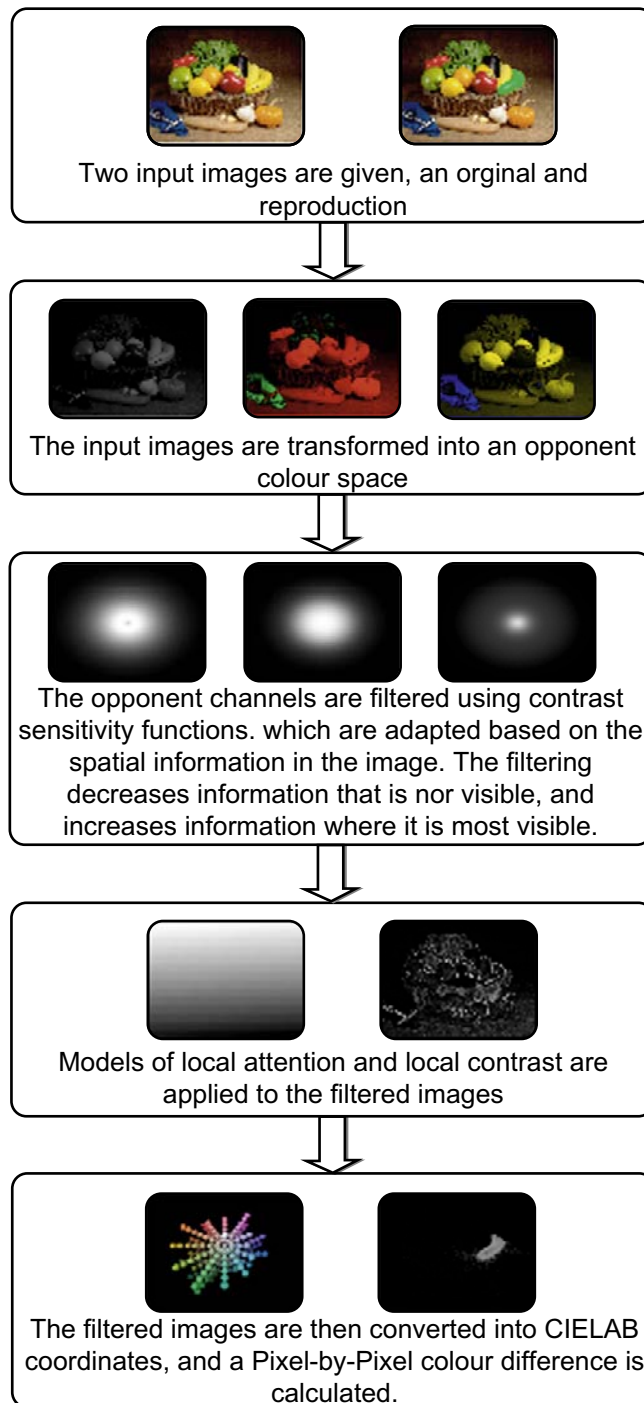 Two input images are given, an orginal and
reproduction
The input images are transformed into an opponent
colour space
The opponent channels are filtered using contrast
sensitivity functions. which are adapted based on the
spatial information in the image. The filtering
decreases information that is nor visible, and
increases information where it is most visible.
Models of local attention and local contrast are
applied to the filtered images
The filtered images are then converted into CIELAB
coordinates, and a Pixel-by-Pixel colour difference is
calculated.